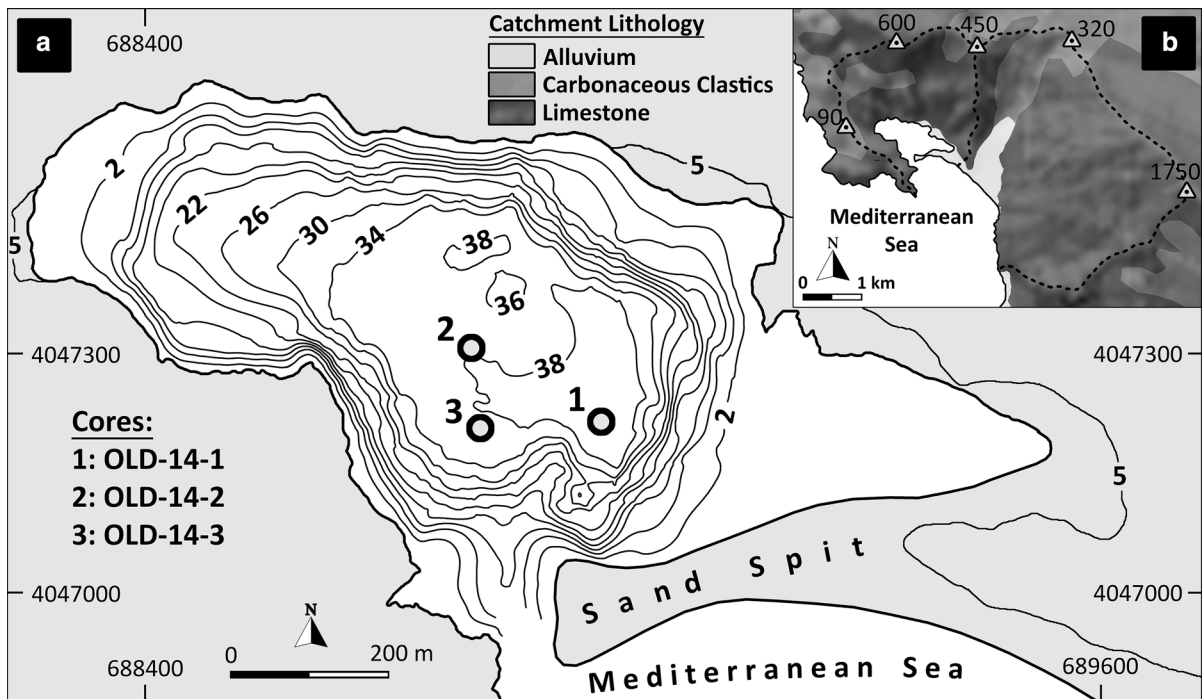 a
688400
Catchment Lithology
Alluvium
Carbonaceous Clastics
Limestone
b
600
450
320
90
1750
Mediterranean
Sea
N
0 1 km
2
5
5
22
26
30
34
38
36
38
2
5
4047300
4047300
2
3
1
Cores:
1: OLD-14-1
2: OLD-14-2
3: OLD-14-3
4047000
4047000
Sand Spit
N
0 200 m
688400
689600
Mediterranean Sea